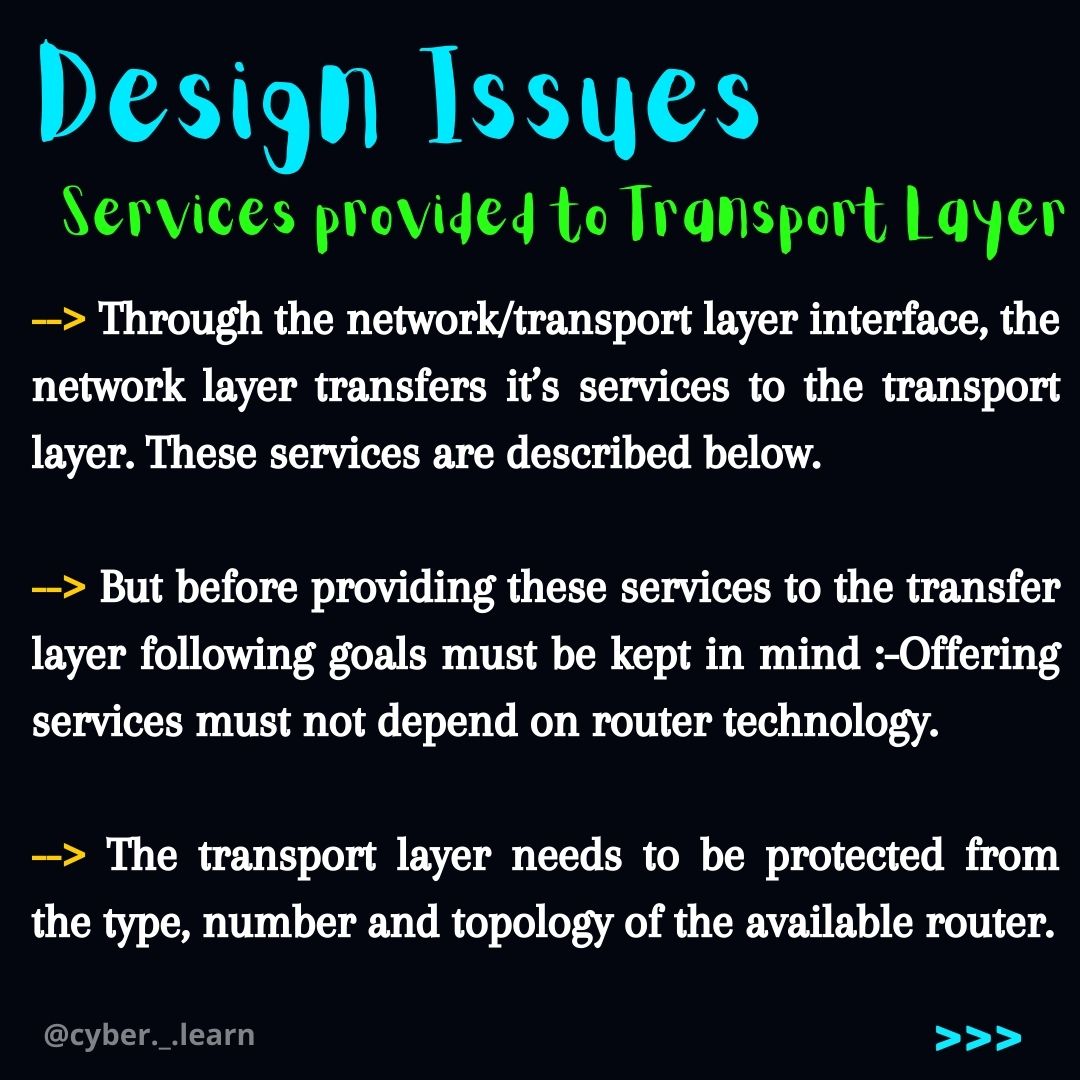 Design Issues
Services provided to Transport Layer
--> Through the network/transport layer interface, the
network layer transfers it’s services to the transport
layer. These services are described below.
--> But before providing these services to the transfer
layer following goals must be kept in mind :-Offering
services must not depend on router technology.
--> The transport layer needs to be protected from
the type, number and topology of the available router.
@cyber._.learn
>>>